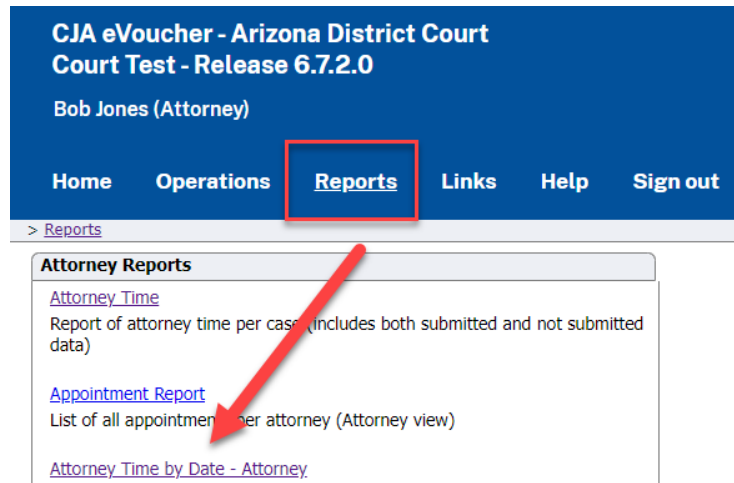 CJA eVoucher - Arizona District Court
Court Test - Release 6.7.2.0
Bob Jones (Attorney)
Home Operations Reports Links Help Sign out
> Reports
Attorney Reports
Attorney Time
Report of attorney time per case (includes both submitted and not submitted
data)
Appointment Report
List of all appointments per attorney (Attorney view)
Attorney Time by Date - Attorney